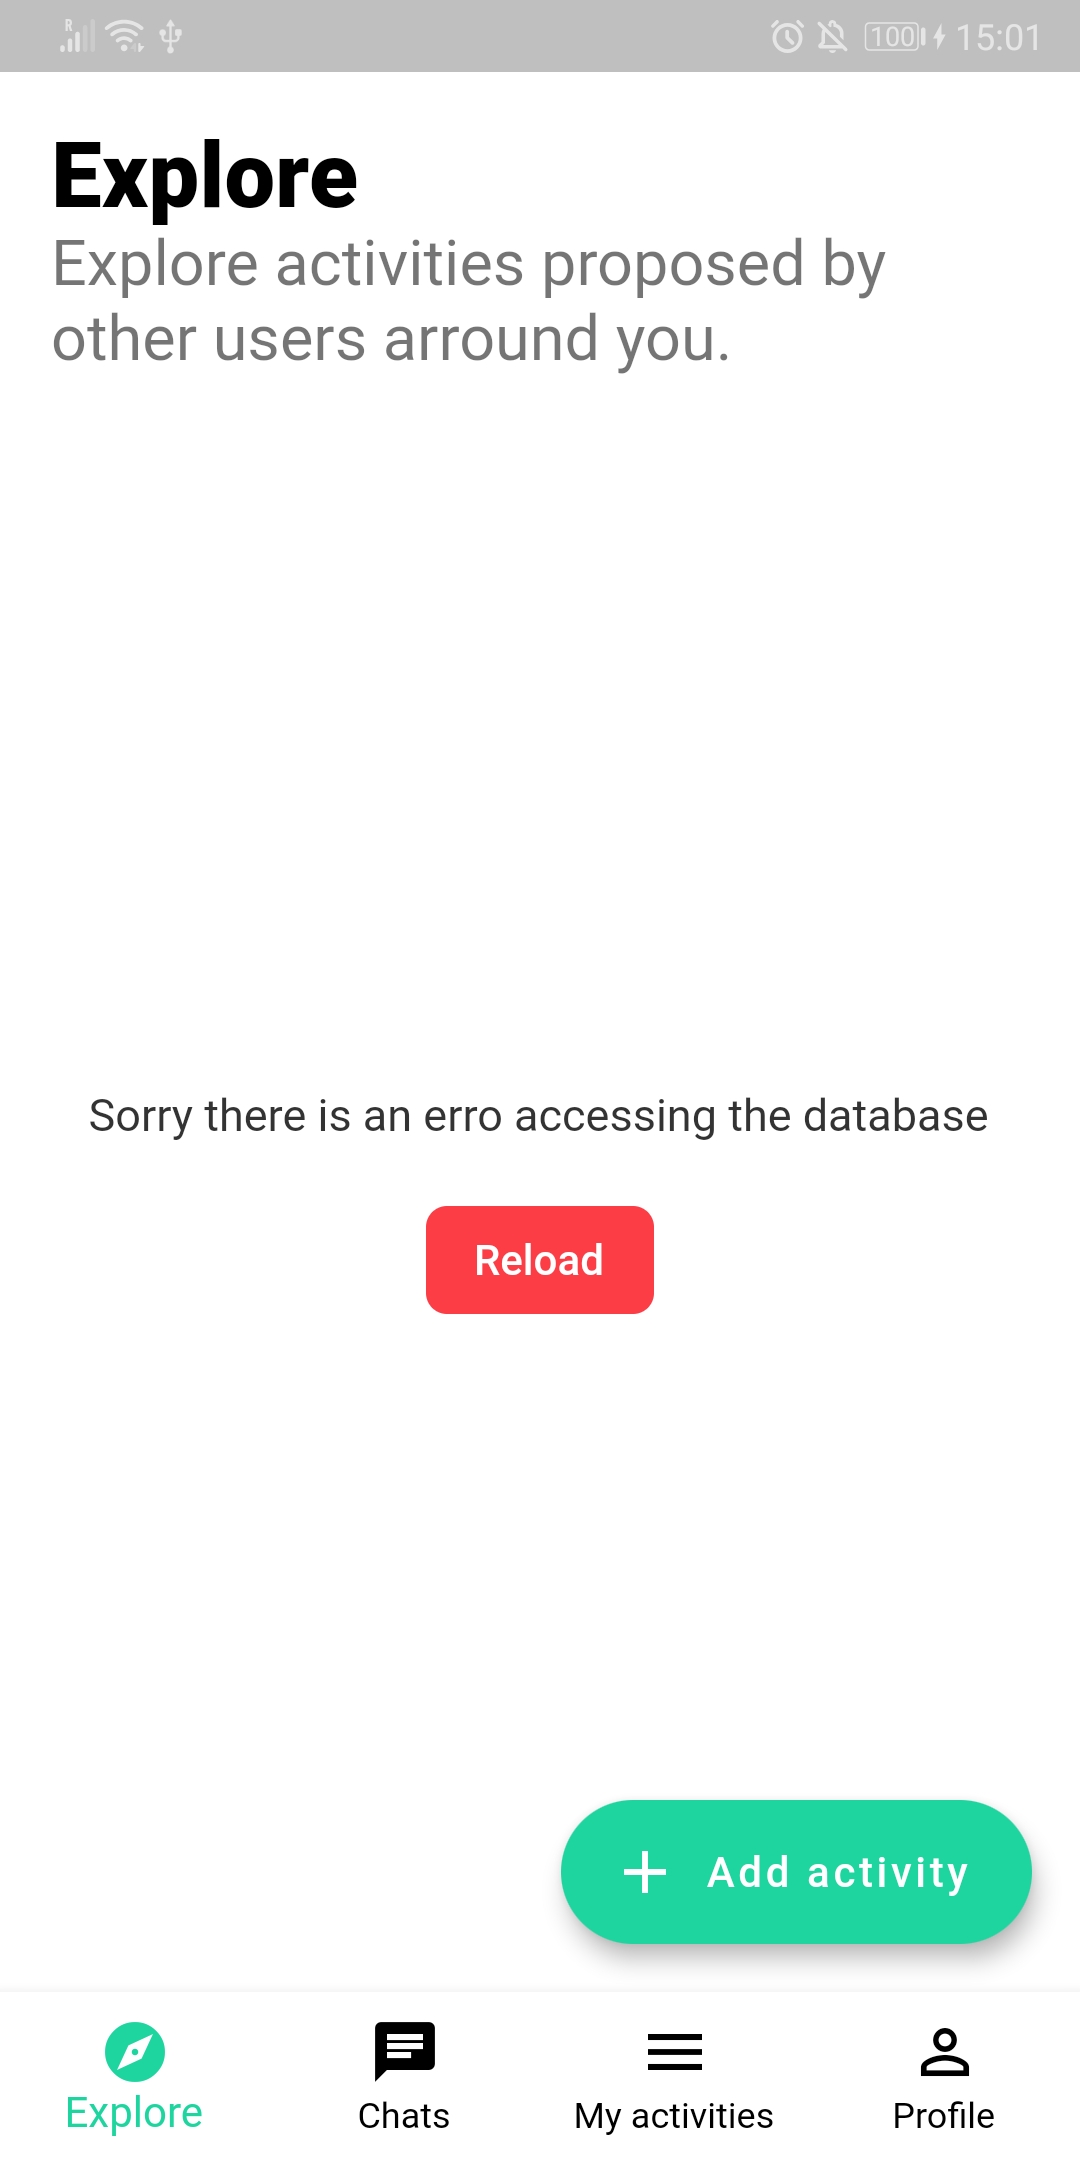 R
100 15:01
Explore
Explore activities proposed by
other users arround you.
Sorry there is an erro accessing the database
Reload
Add activity
Explore Chats My activities Profile